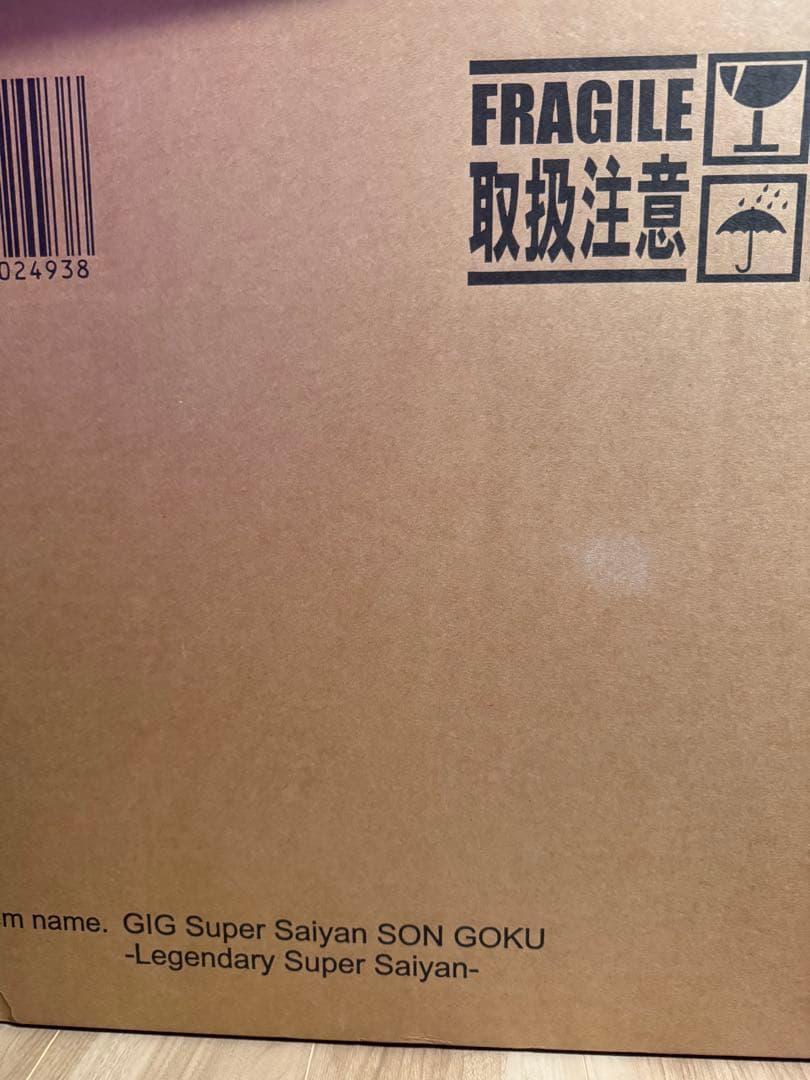 FRAGILE
取扱注意
024938
m name. GIG Super Saiyan SON GOKU
-Legendary Super Saiyan-